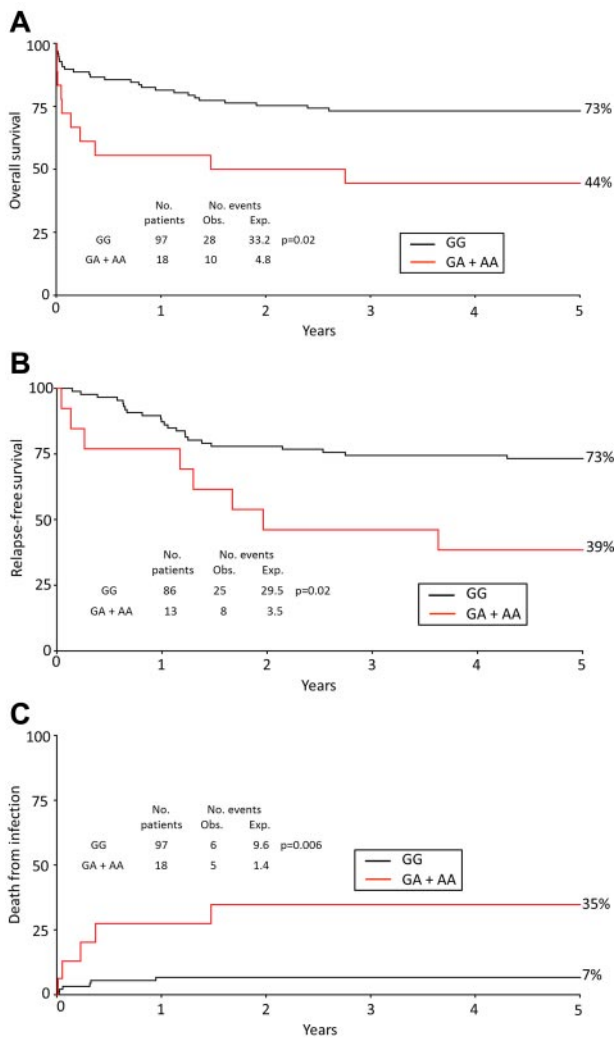 A
100
75
50
25
0
Overall survival
73%
44%
No. No. events
patients Obs. Exp.
GG 97 28 33.2 p=0.02
GA + AA 18 10 4.8
GG
GA + AA
0 1 2 3 4 5
Years
B
100
75
50
25
0
Relapse-free survival
73%
39%
No. No. events
patients Obs. Exp.
GG 86 25 29.5 p=0.02
GA + AA 13 8 3.5
GG
GA + AA
0 1 2 3 4 5
Years
C
100
75
50
25
0
Death from infection
No. No. events
patients Obs. Exp.
GG 97 6 9.6 p=0.006
GA + AA 18 5 1.4
GG
GA + AA
35%
7%
0 1 2 3 4 5
Years